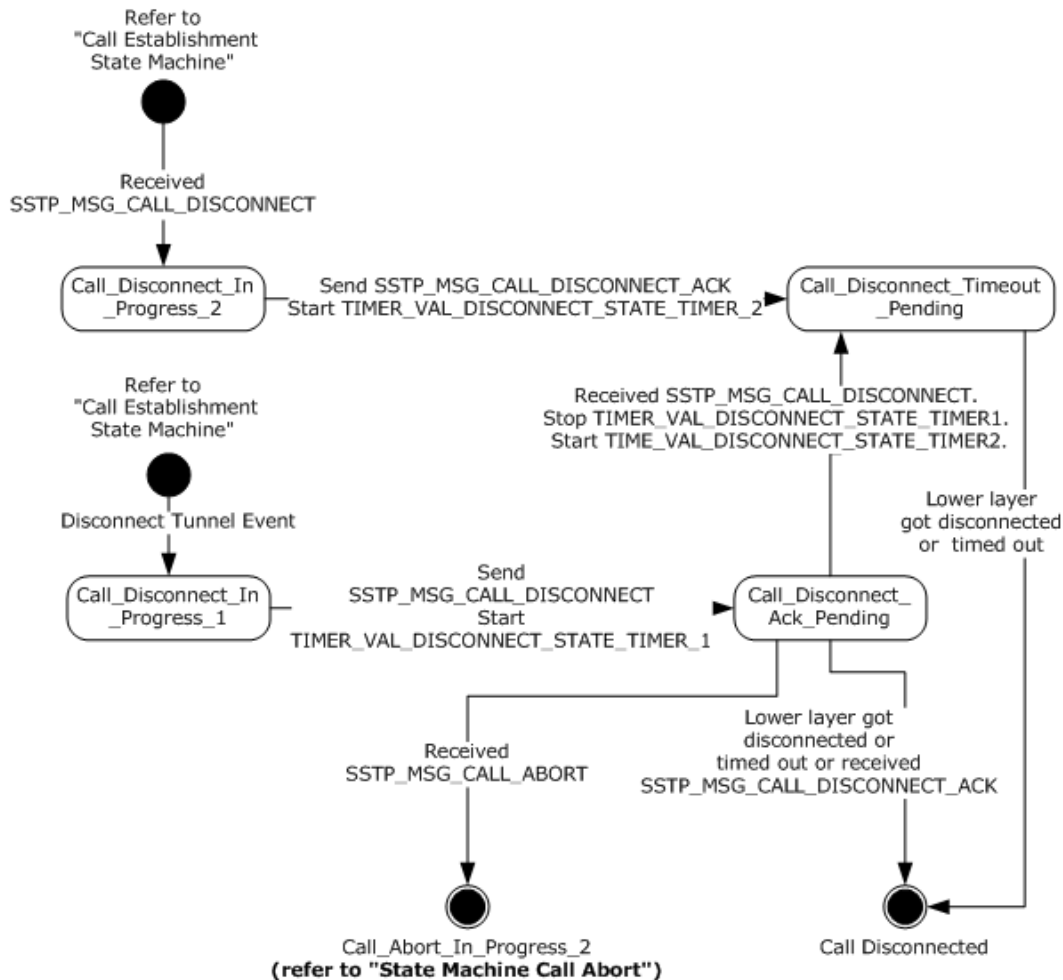 Refer to
"Call Establishment
State Machine"
Received
SSTP_MSG_CALL_DISCONNECT
Call_Disconnect_In
_Progress_2
Send SSTP_MSG_CALL_DISCONNECT_ACK
Start TIMER_VAL_DISCONNECT_STATE_TIMER_2
Call_Disconnect_Timeout
_Pending
Refer to
"Call Establishment
State Machine"
Received SSTP_MSG_CALL_DISCONNECT.
Stop TIMER_VAL_DISCONNECT_STATE_TIMER1.
Start TIME_VAL_DISCONNECT_STATE_TIMER2.
Lower layer
got disconnected
or timed out
Disconnect Tunnel Event
Call_Disconnect_In
_Progress_1
Send
SSTP_MSG_CALL_DISCONNECT
Start
TIMER_VAL_DISCONNECT_STATE_TIMER_1
Call_Disconnect_
Ack_Pending
Received
SSTP_MSG_CALL_ABORT
Lower layer got
disconnected or
timed out or received
SSTP_MSG_CALL_DISCONNECT_ACK
Call_Abort_In_Progress_2
(refer to "State Machine Call Abort")
Call Disconnected